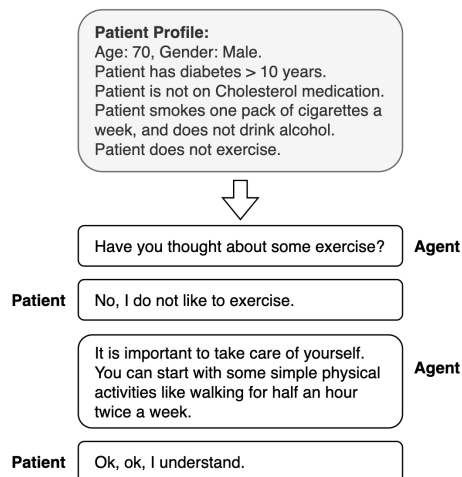 Patient Profile:
Age: 70, Gender: Male.
Patient has diabetes > 10 years.
Patient is not on Cholesterol medication.
Patient smokes one pack of cigarettes a
week, and does not drink alcohol.
Patient does not exercise.
Have you thought about some exercise? Agent
Patient No, I do not like to exercise.
It is important to take care of yourself.
You can start with some simple physical
activities like walking for half an hour
twice a week.
Agent
Patient Ok, ok, I understand.